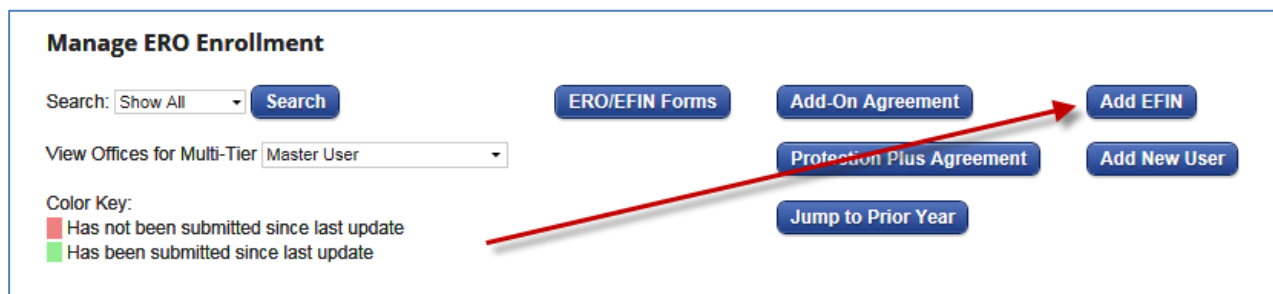 Manage ERO Enrollment
Search: Show All Search ERO/EFIN Forms Add-On Agreement Add EFIN
View Offices for Multi-Tier Master User Protection Plus Agreement Add New User
Color Key:
Has not been submitted since last update Jump to Prior Year
Has been submitted since last update